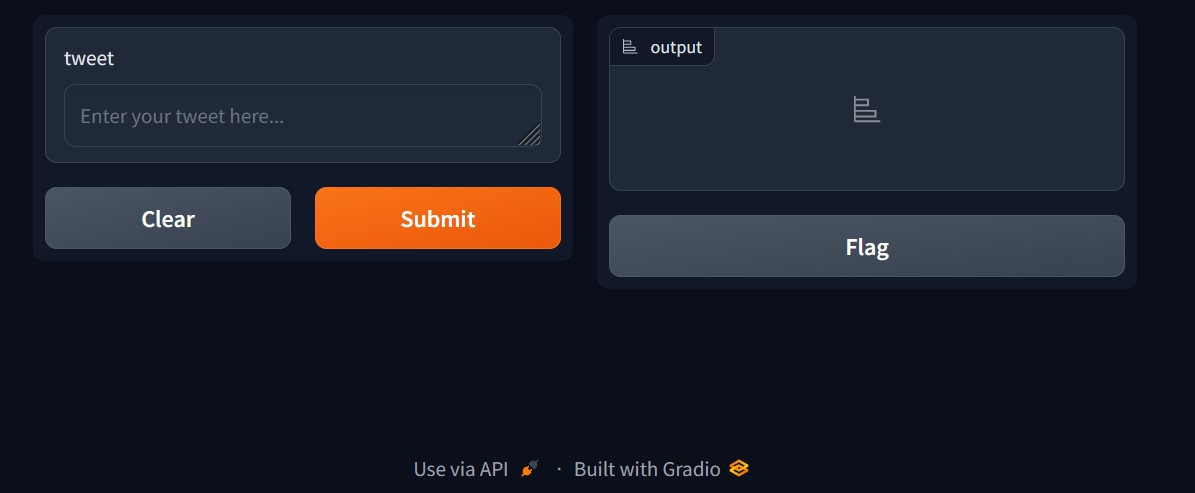 tweet
Enter your tweet here...
Clear
Submit
output
Flag
Use via API · Built with Gradio